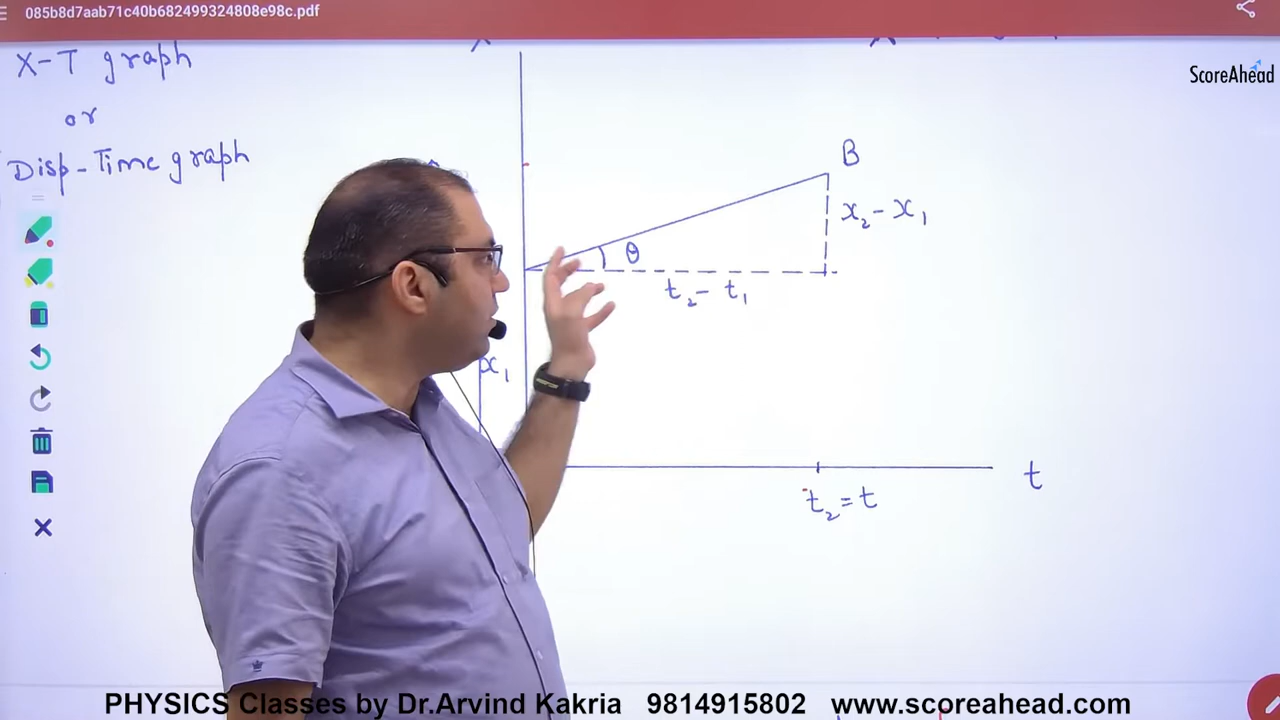 085b8d7aab71c40b682499324808e98c.pdf
ScoreAhead
X-T graph
or
Disp-Time graph
B
x₂- x₁
θ
t₂- t₁
x₁
t
t₂=t
PHYSICS Classes by Dr.Arvind Kakria 9814915802 www.scoreahead.com